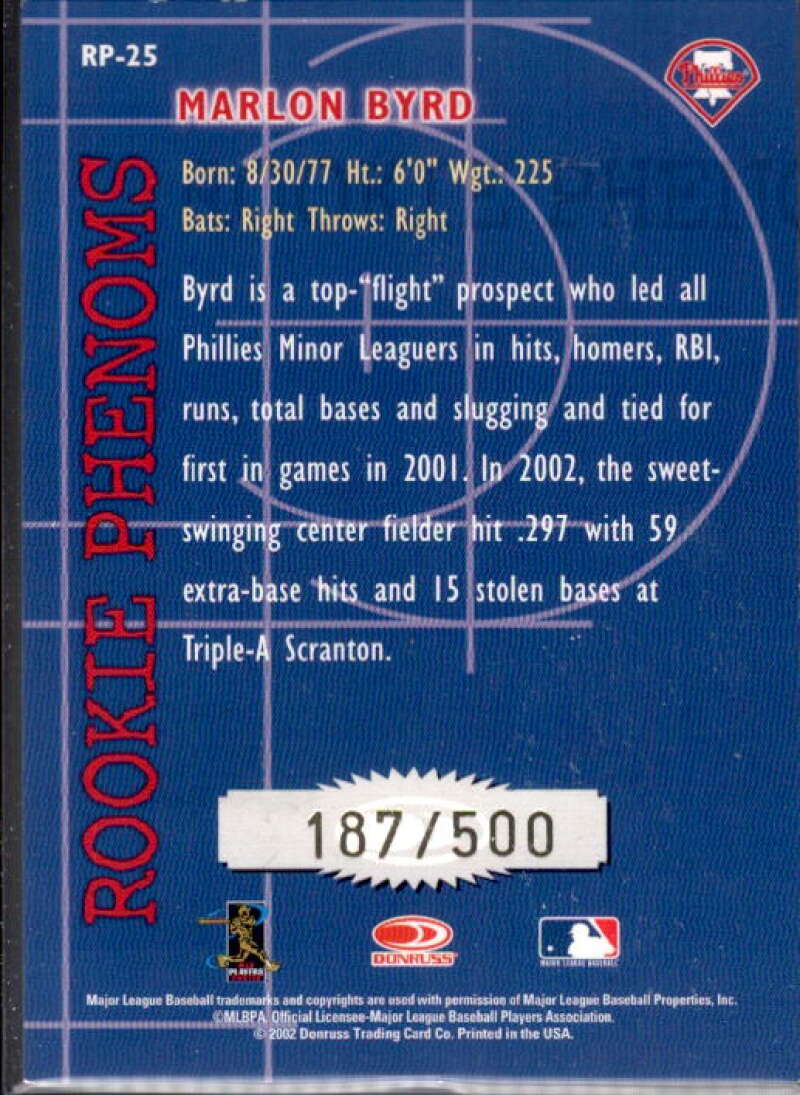 RP-25
Phillies
MARLON BYRD
ROOKIE PHENOMS
Born: 8/30/77 Ht.: 6'0" Wgt.: 225
Bats: Right Throws: Right
Byrd is a top-“flight” prospect who led all
Phillies Minor Leaguers in hits, homers, RBI,
runs, total bases and slugging and tied for
first in games in 2001. In 2002, the sweet-
swinging center fielder hit .297 with 59
extra-base hits and 15 stolen bases at
Triple-A Scranton.
187/500
PLAYERS
DONRUSS
MAJOR LEAGUE BASEBALL
Major League Baseball trademarks and copyrights are used with permission of Major League Baseball Properties, Inc.
©MLBPA, Official Licensee-Major League Baseball Players Association.
© 2002 Donruss Trading Card Co. Printed in the USA.